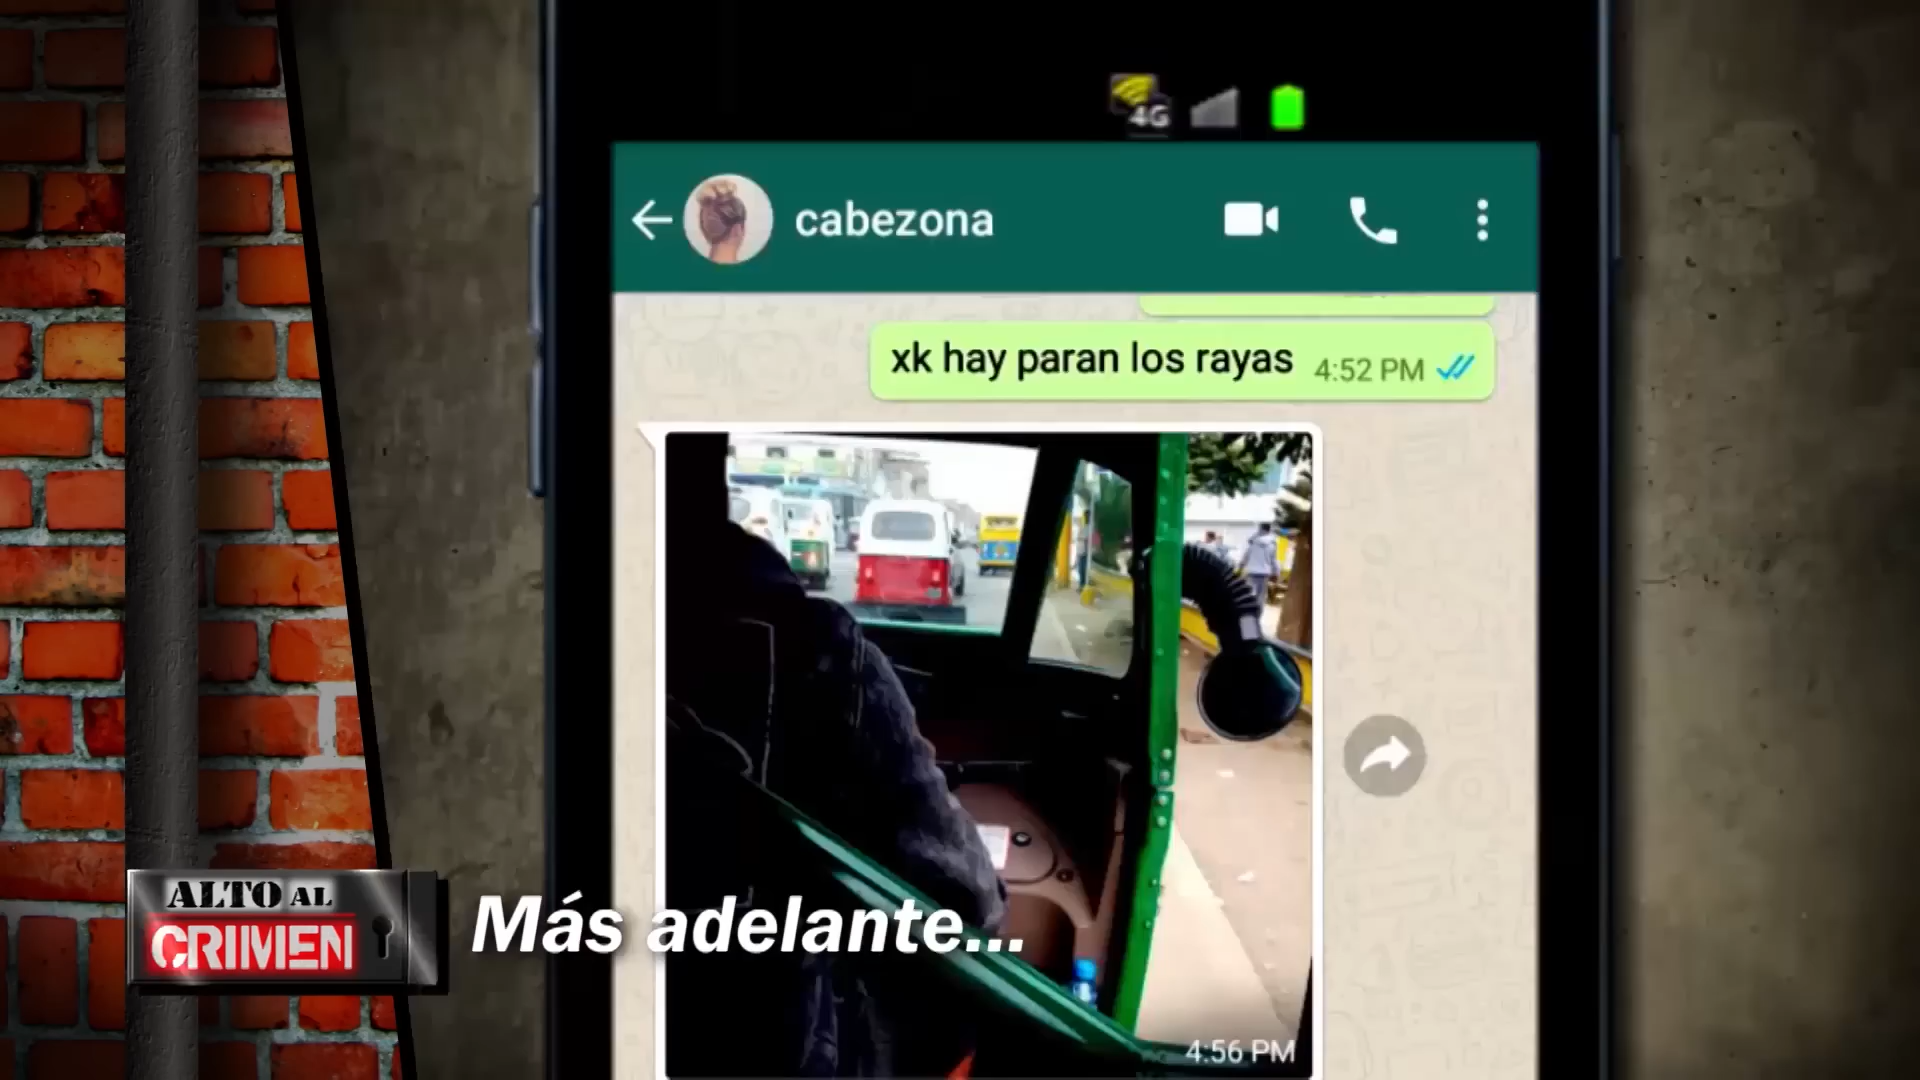 4G
cabezona
xk hay paran los rayas 4:52 PM
4:56 PM
ALTO AL
CRIMEN
Más adelante...